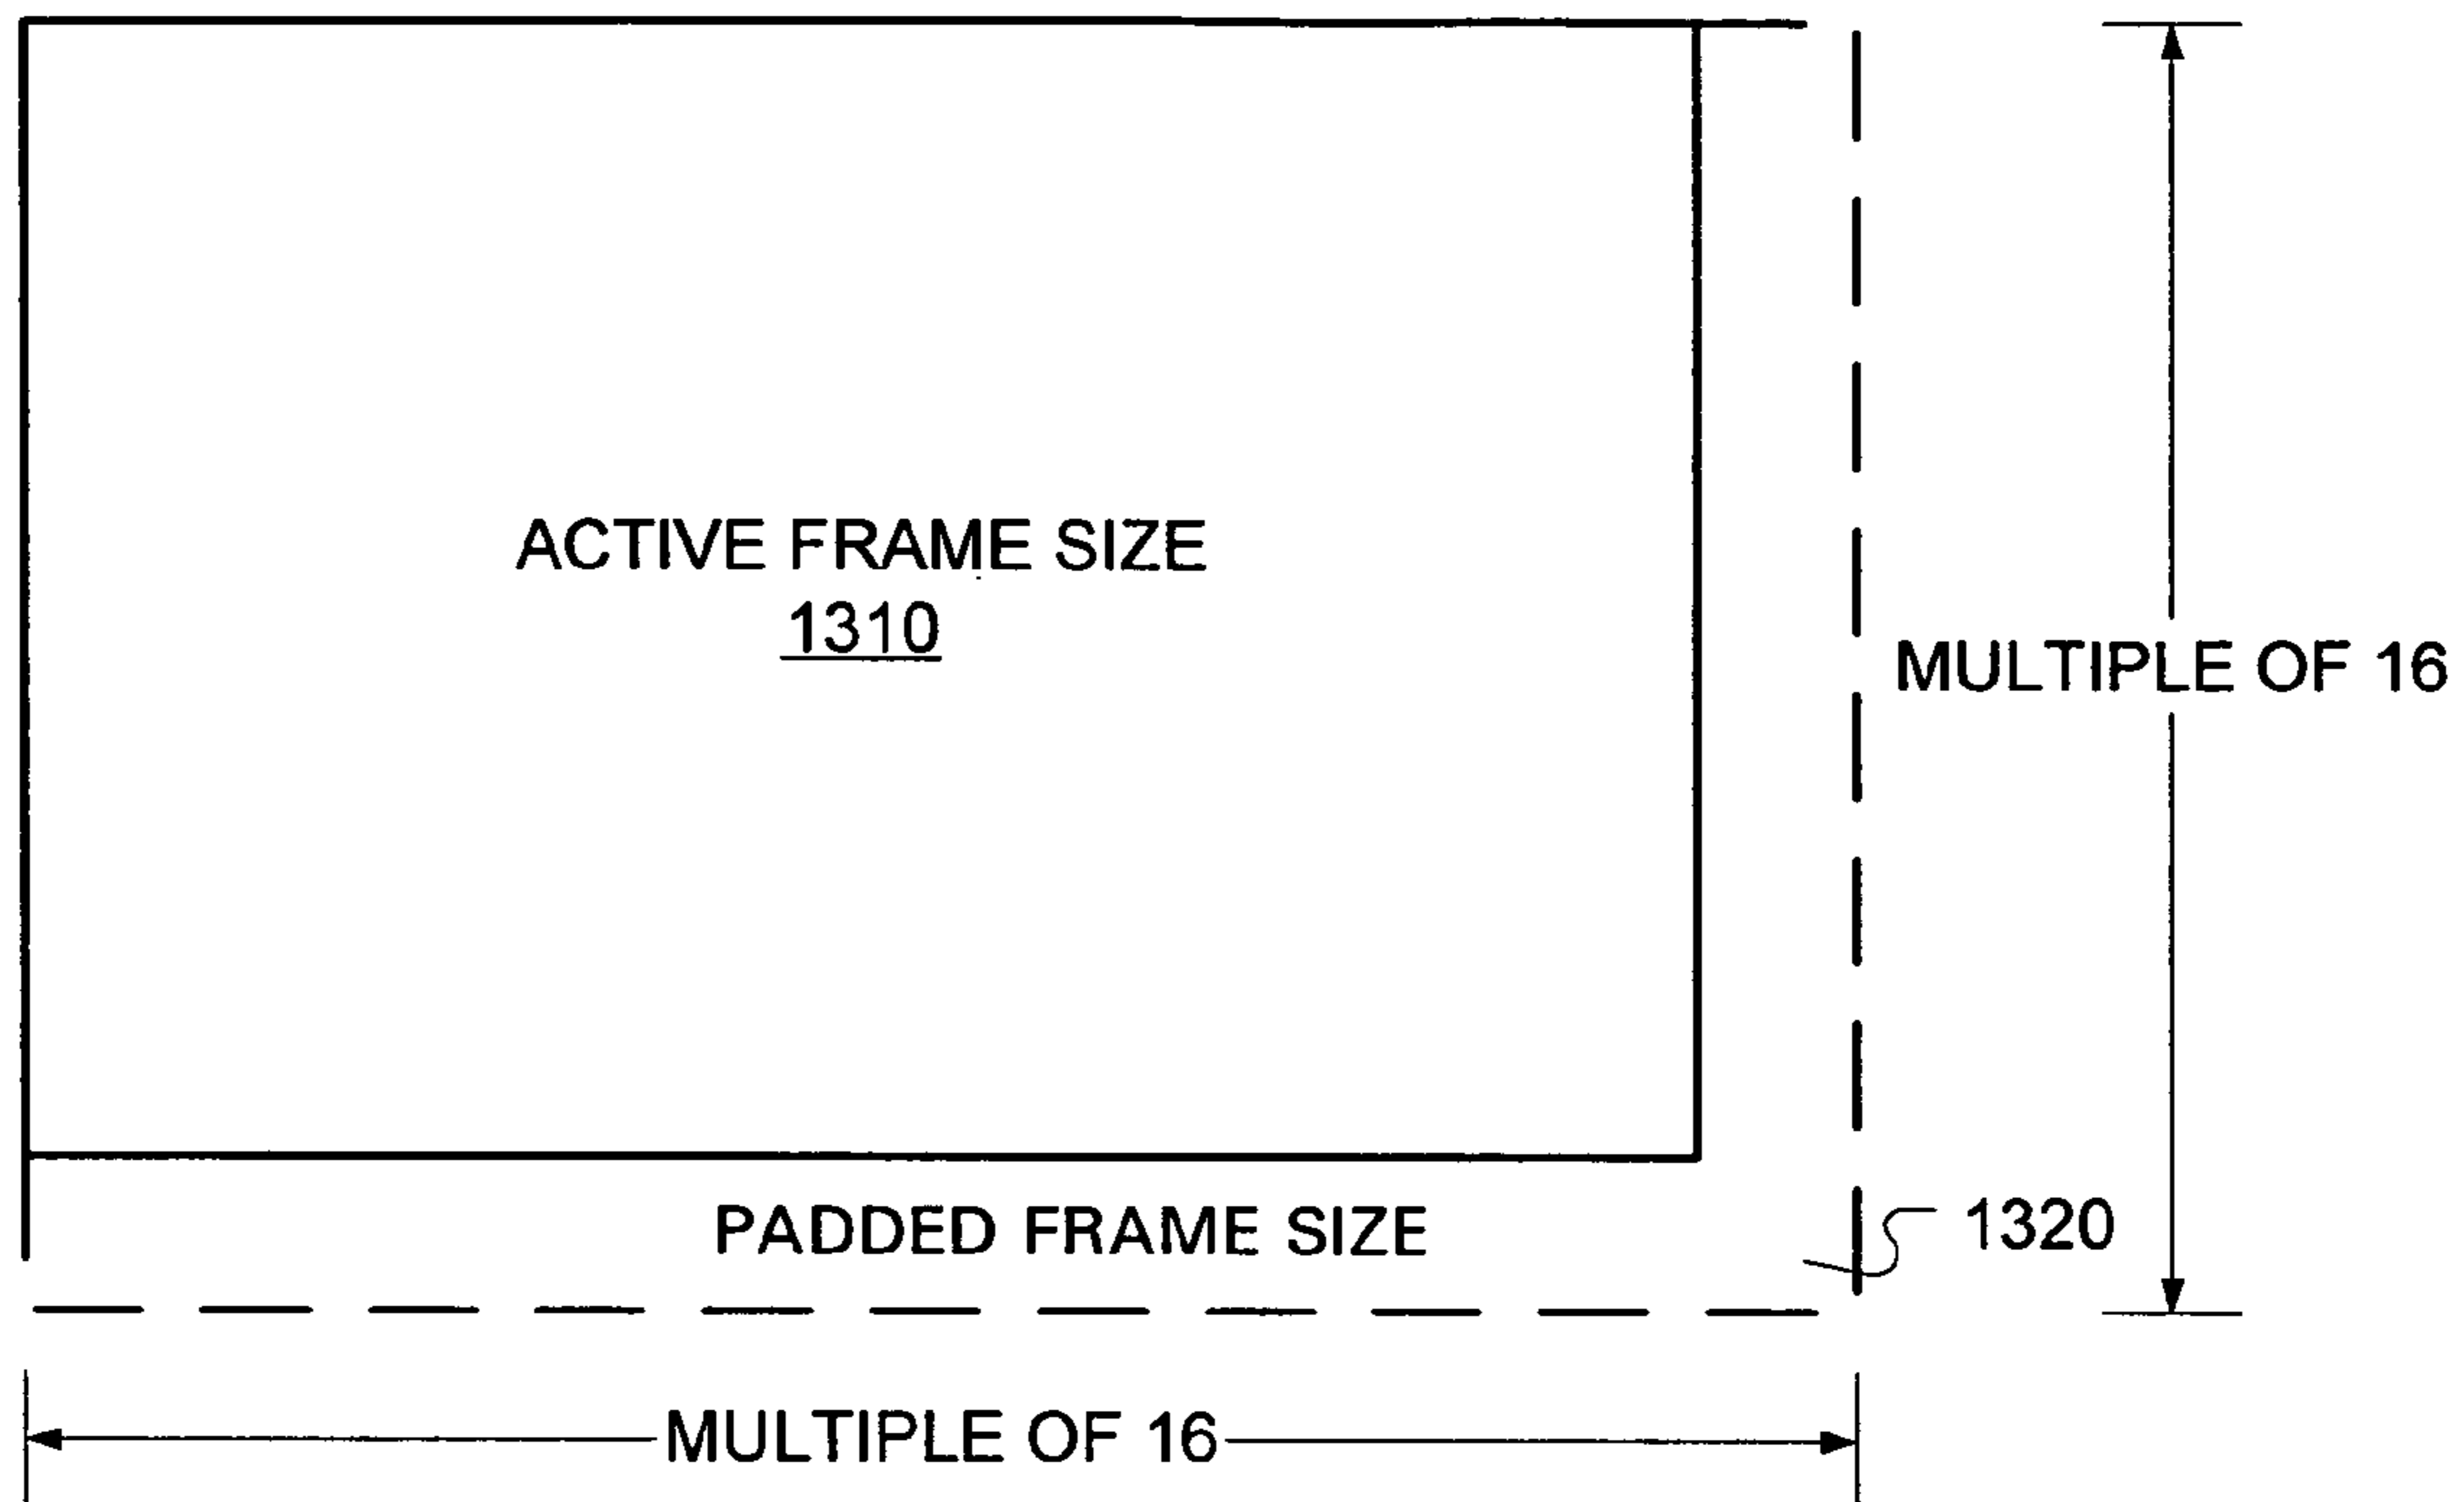 ACTIVE FRAME SIZE
1310
MULTIPLE OF 16
PADDED FRAME SIZE
1320
MULTIPLE OF 16